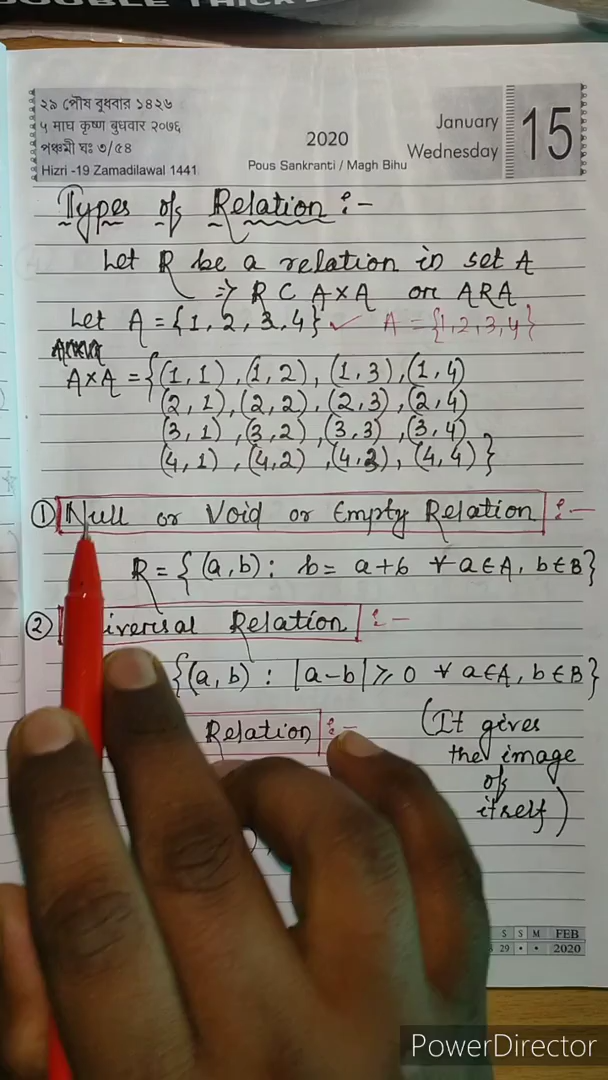 DOUBLE THICK
২৯ পৌষ বুধবার ১৪২৬
৫ মাঘ কৃষ্ণ বুধবার ২০৭৬
পঞ্চমী ঘঃ ৩/৫৪
Hizri -19 Zamadilawal 1441
2020
Pous Sankranti / Magh Bihu
January
Wednesday
15
Types of Relation :-
Let R be a relation in set A
⇒ R ⊂ A×A or ARA
Let A = {1, 2, 3, 4} ✓ A = {1,2,3,4}
A×A = {(1,1), (1,2), (1,3), (1,4)
(2,1), (2,2), (2,3), (2,4)
(3,1), (3,2), (3,3), (3,4)
(4,1), (4,2), (4,3), (4,4)}
① Null or Void or Empty Relation :-
R = { (a,b) : b = a+6 ∀ a∈A, b∈B}
② iversal Relation :-
{(a,b) : |a-b| ⩾ 0 ∀ a∈A, b∈B}
Relation :-
(It gives
the image
of
itself)
S S M FEB
29 • • 2020
PowerDirector